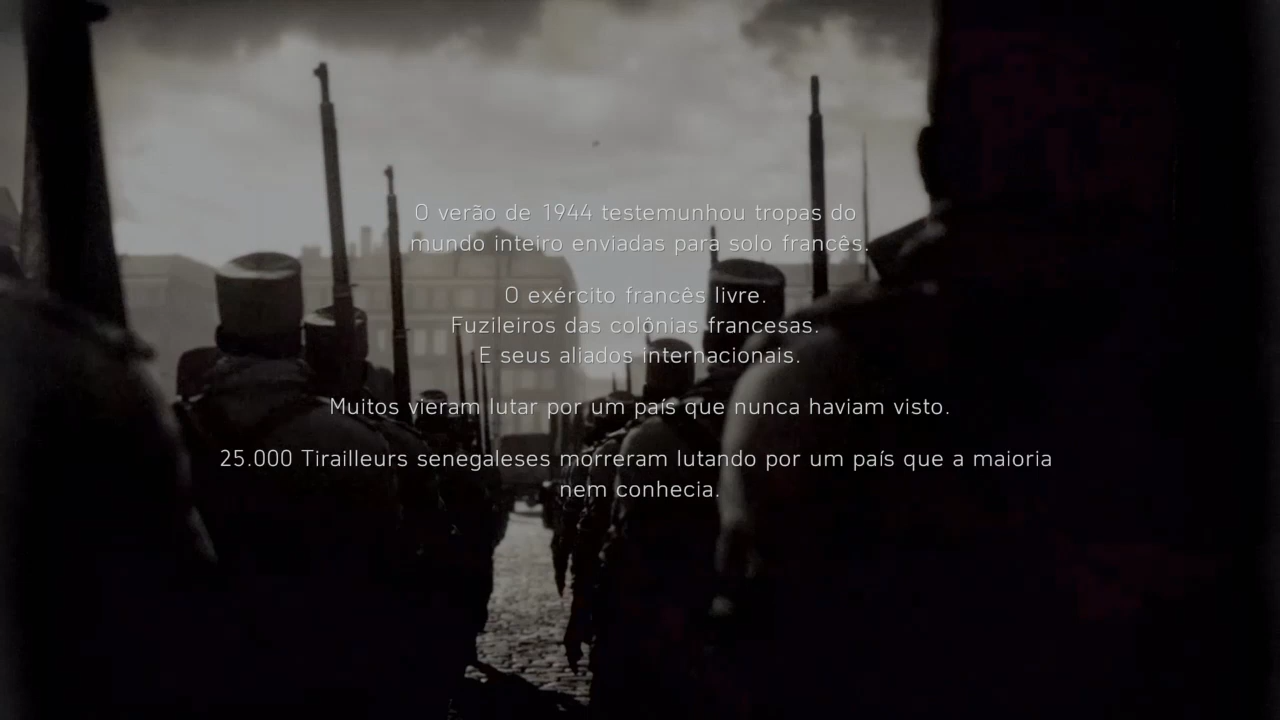 O verão de 1944 testemunhou tropas do
mundo inteiro enviadas para solo francês.
O exército francês livre.
Fuzileiros das colônias francesas.
E seus aliados internacionais.
Muitos vieram lutar por um país que nunca haviam visto.
25.000 Tirailleurs senegaleses morreram lutando por um país que a maioria
nem conhecia.